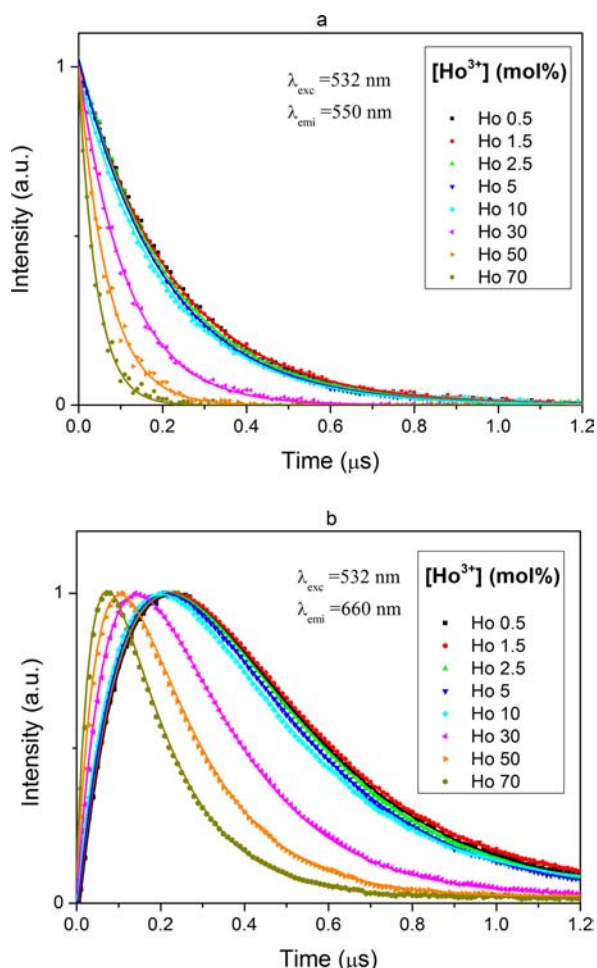 a
Intensity (a.u.)
1
0
λexc =532 nm
λemi =550 nm
[Ho3+] (mol%)
Ho 0.5
Ho 1.5
Ho 2.5
Ho 5
Ho 10
Ho 30
Ho 50
Ho 70
0.0 0.2 0.4 0.6 0.8 1.0 1.2
Time (μs)
b
Intensity (a.u.)
1
0
λexc =532 nm
λemi =660 nm
[Ho3+] (mol%)
Ho 0.5
Ho 1.5
Ho 2.5
Ho 5
Ho 10
Ho 30
Ho 50
Ho 70
0.0 0.2 0.4 0.6 0.8 1.0 1.2
Time (μs)